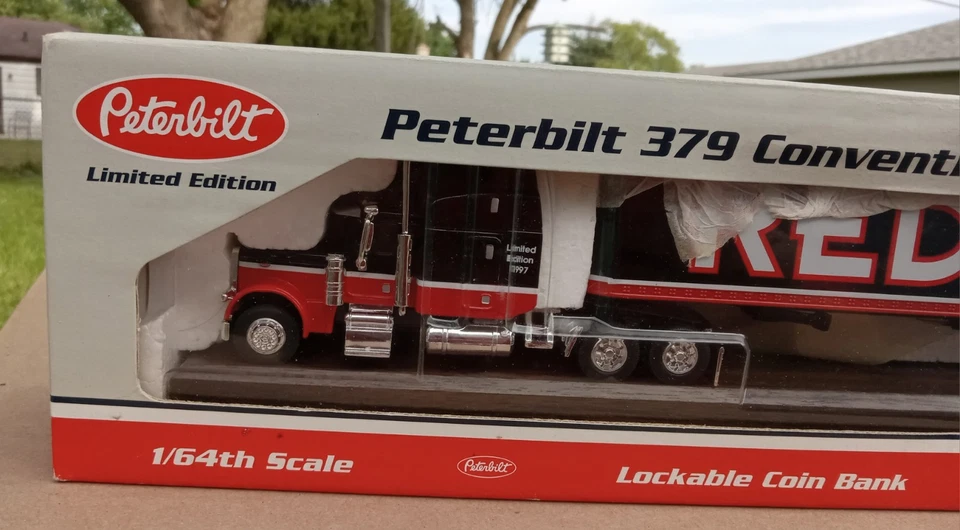 Peterbilt
Limited Edition
Peterbilt 379 Conventi
Limited
Edition
1997
RED
1/64th Scale
Peterbilt
Lockable Coin Bank